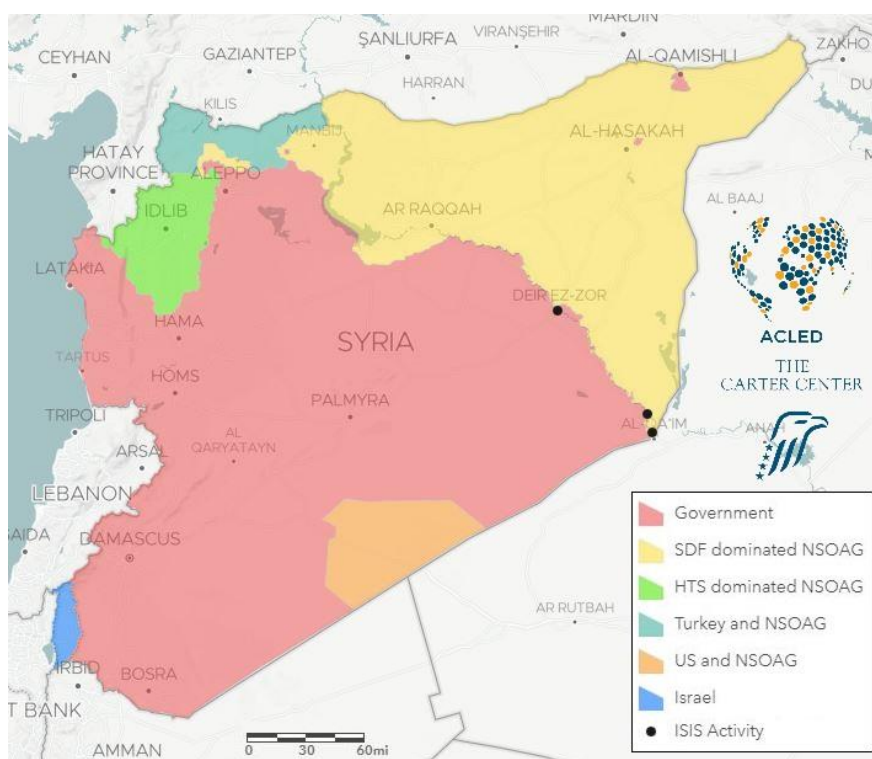 MARDIN
CEYHAN
GAZIANTEP
ŞANLIURFA
VIRANŞEHIR
ZAKHO
AL-QAMISHLI
HARRAN
KILIS
MANBIJ
AL-HASAKAH
HATAY
PROVINCE
ALEPPO
AL BAAJ
IDLIB
AR RAQQAH
LATAKIA
DEIR EZ-ZOR
HAMA
SYRIA
ACLED
TARTUS
THE
CARTER CENTER
HOMS
PALMYRA
TRIPOLI
AL
QARYATAYN
ANAH
ARSAL
LEBANON
SAIDA
DAMASCUS
AR RUTBAH
IRBID
BOSRA
T BANK
AMMAN
0 30 60mi
Government
SDF dominated NSOAG
HTS dominated NSOAG
Turkey and NSOAG
US and NSOAG
Israel
ISIS Activity